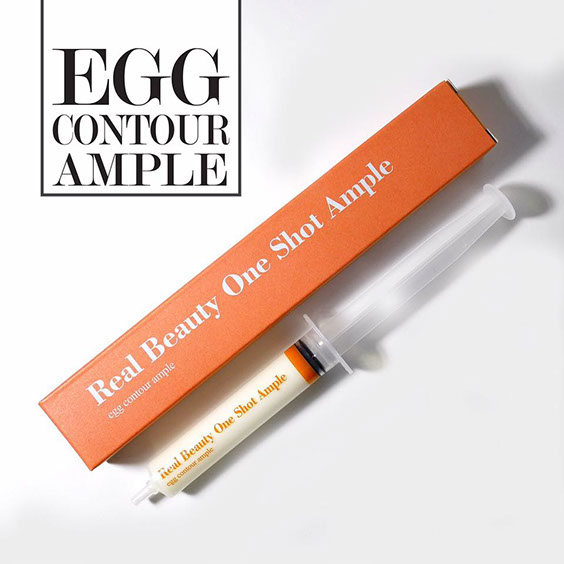 EGG
CONTOUR
AMPLE
Real Beauty One Shot Ample
egg contour ample
Real Beauty One Shot Ample
egg contour ample